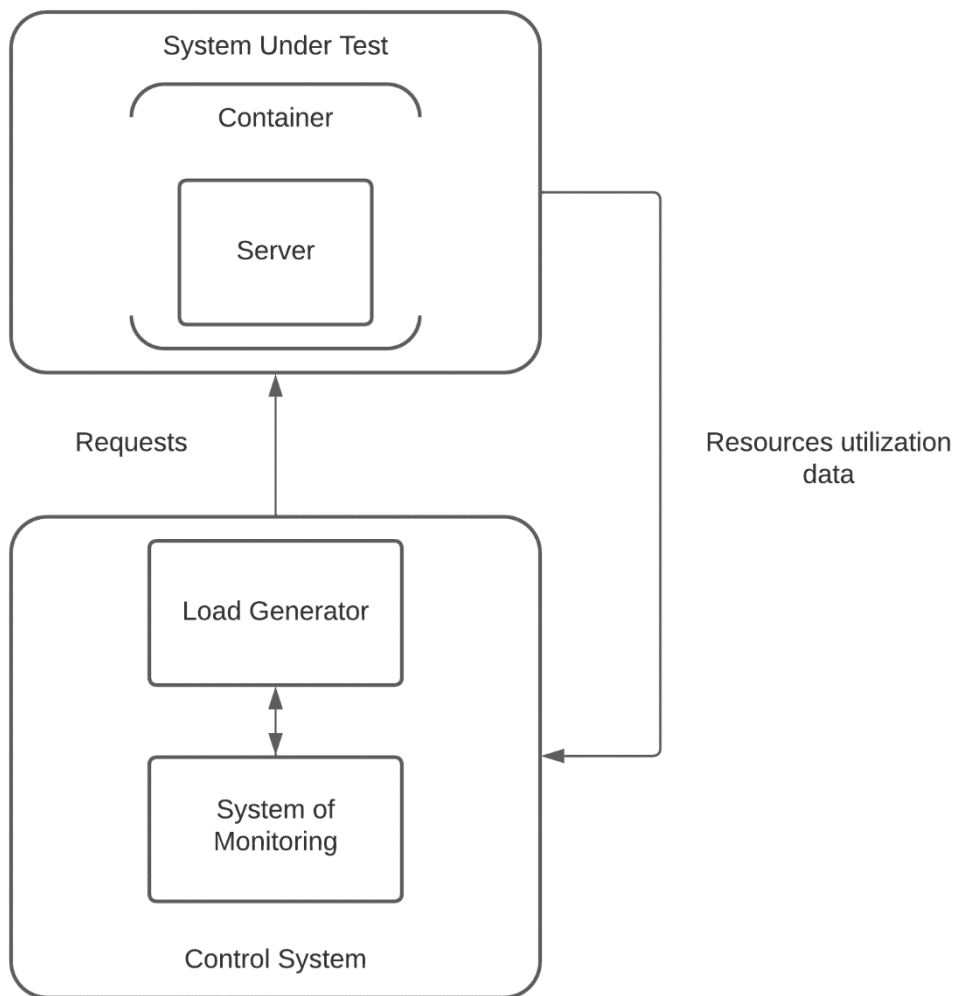 System Under Test
Container
Server
Requests
Resources utilization
data
Load Generator
System of
Monitoring
Control System